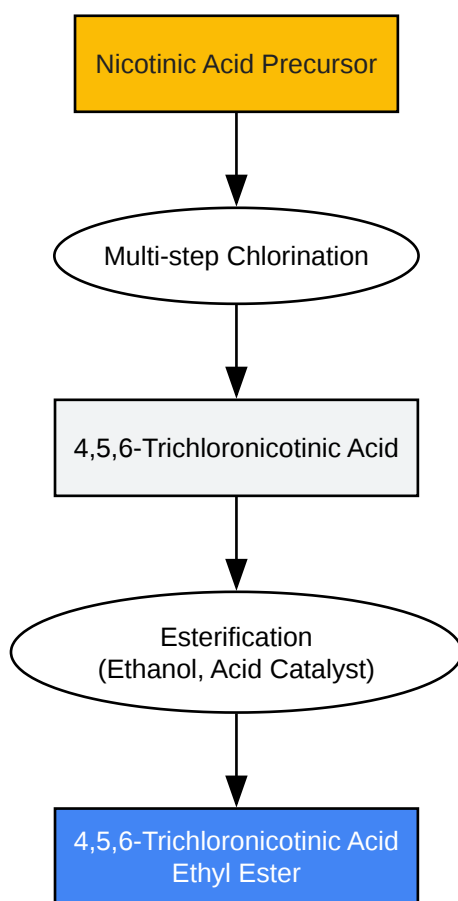 Nicotinic Acid Precursor
Multi-step Chlorination
4,5,6-Trichloronicotinic Acid
Esterification
(Ethanol, Acid Catalyst)
4,5,6-Trichloronicotinic Acid
Ethyl Ester